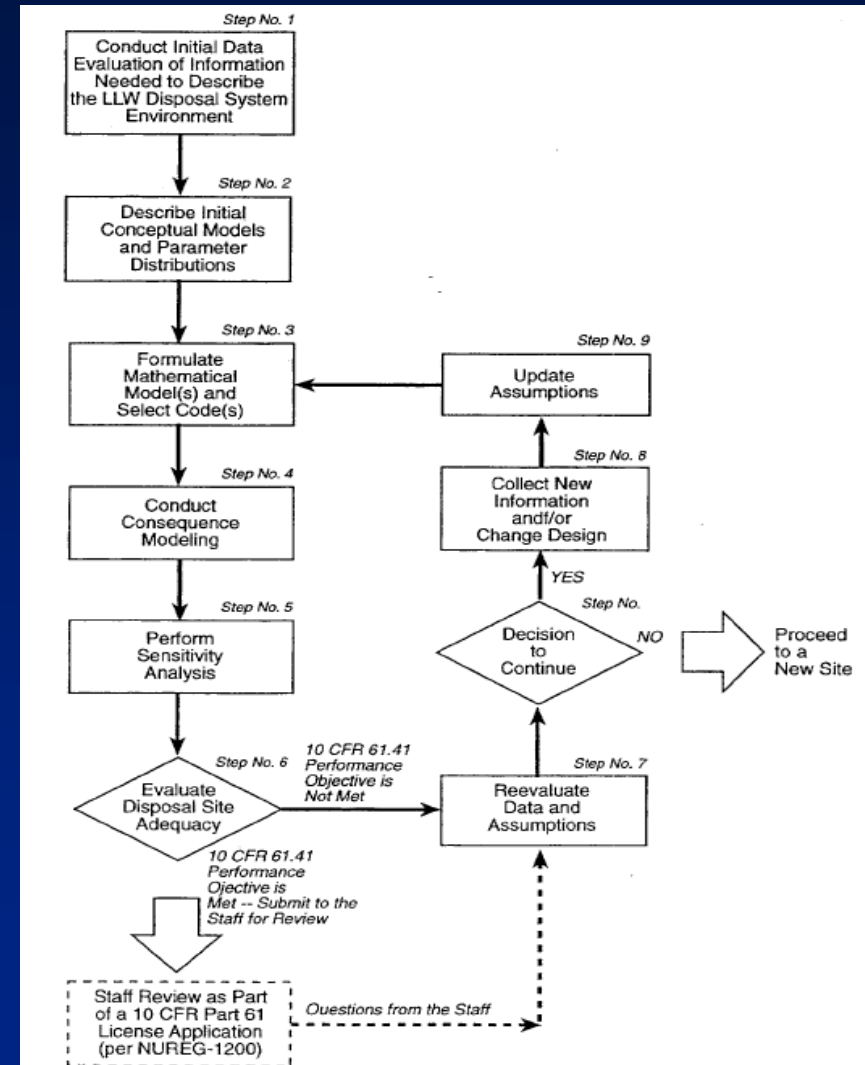 Step No. 1
Conduct Initial Data
Evaluation of Information
Needed to Describe
the LLW Disposal System
Environment
Step No. 2
Describe Initial
Conceptual Models
and Parameter
Distributions
Step No. 3
Formulate
Mathematical
Model(s) and
Select Code(s)
Step No. 4
Conduct
Consequence
Modeling
Step No. 5
Perform
Sensitivity
Analysis
Step No. 6
Evaluate
Disposal Site
Adequacy
10 CFR 61.41
Performance
Objective is
Not Met
10 CFR 61.41
Performance
Ojective is
Met -- Submit to the
Staff for Review
Staff Review as Part
of a 10 CFR Part 61
License Application
(per NUREG-1200)
Questions from the Staff
Step No. 7
Reevaluate
Data and
Assumptions
Step No.
Decision
to
Continue
NO
Proceed
to a
New Site
YES
Step No. 8
Collect New
Information
andf/or
Change Design
Step No. 9
Update
Assumptions